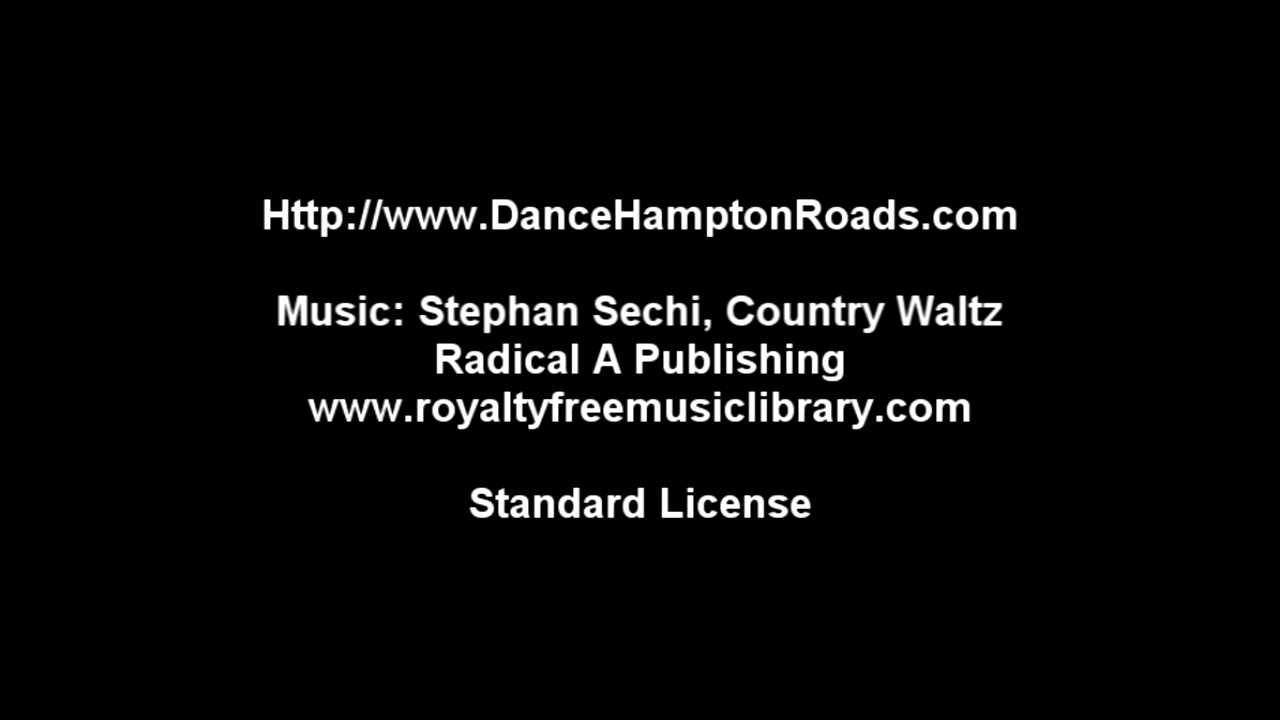 Http://www.DanceHamptonRoads.com
Music: Stephan Sechi, Country Waltz
Radical A Publishing
www.royaltyfreemusiclibrary.com
Standard License